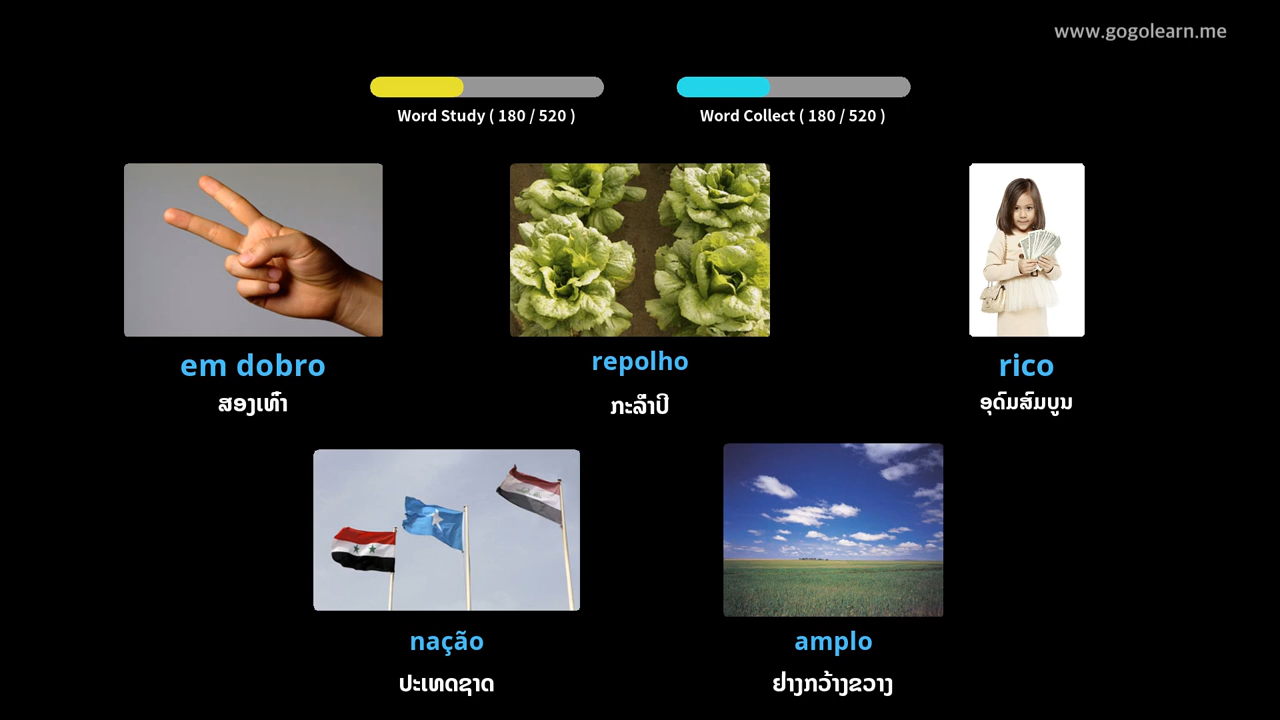 www.gogolearn.me
Word Study ( 180 / 520 )
Word Collect ( 180 / 520 )
em dobro
ສອງເທົ່າ
repolho
ກະລໍ່າປີ
rico
ອຸດົມສົມບູນ
nação
ປະເທດຊາດ
amplo
ຢ່າງກວ້າງຂວາງ